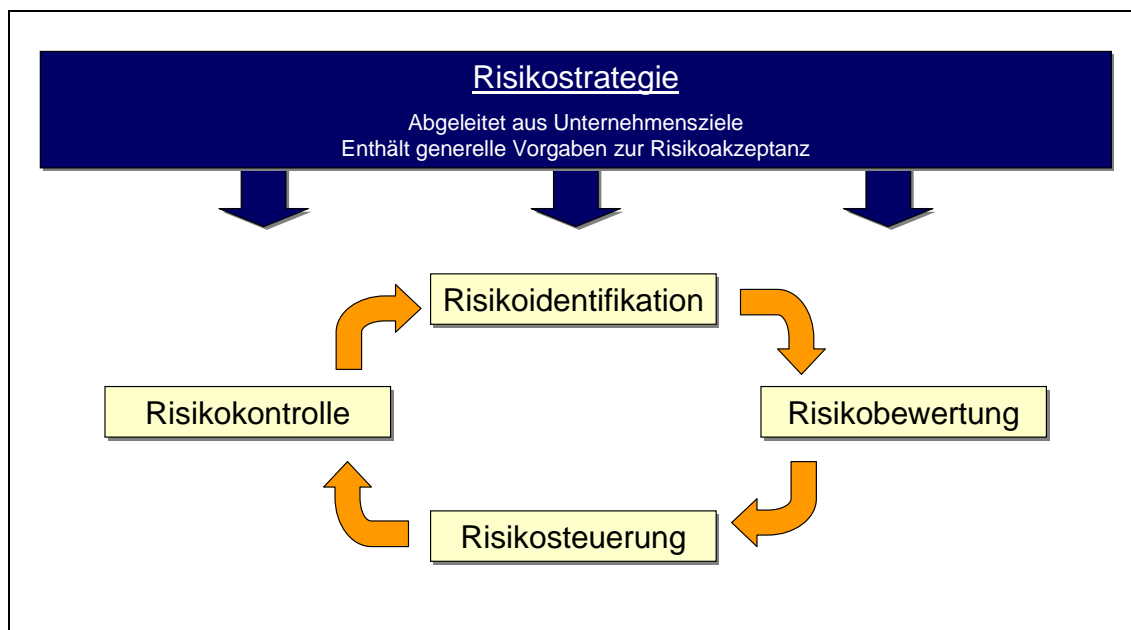 Risikostrategie
Abgeleitet aus Unternehmensziele
Enthält generelle Vorgaben zur Risikoakzeptanz
Risikoidentifikation
Risikokontrolle
Risikobewertung
Risikosteuerung